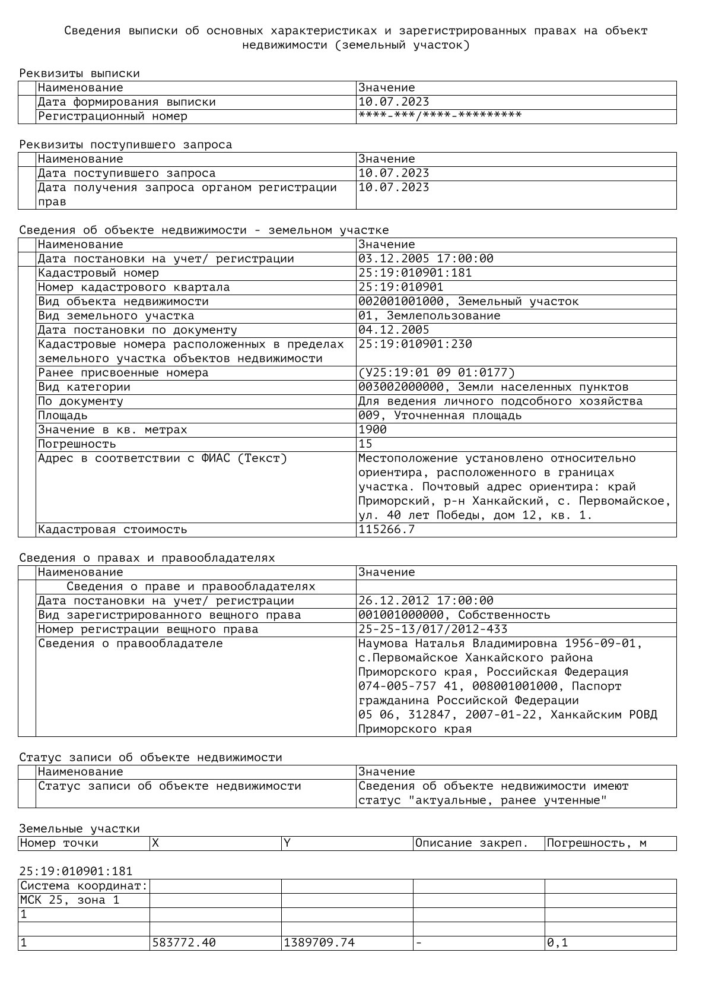 Сведения выписки об основных характеристиках и зарегистрированных правах на объект
недвижимости (земельный участок)
Реквизиты выписки
Наименование Значение
Дата формирования выписки 10.07.2023
Регистрационный номер ****-***/****-*********
Реквизиты поступившего запроса
Наименование Значение
Дата поступившего запроса 10.07.2023
Дата получения запроса органом регистрации 10.07.2023
прав
Сведения об объекте недвижимости - земельном участке
Наименование Значение
Дата постановки на учет/ регистрации 03.12.2005 17:00:00
Кадастровый номер 25:19:010901:181
Номер кадастрового квартала 25:19:010901
Вид объекта недвижимости 002001001000, Земельный участок
Вид земельного участка 01, Землепользование
Дата постановки по документу 04.12.2005
Кадастровые номера расположенных в пределах 25:19:010901:230
земельного участка объектов недвижимости
Ранее присвоенные номера (У25:19:01 09 01:0177)
Вид категории 003002000000, Земли населенных пунктов
По документу Для ведения личного подсобного хозяйства
Площадь 009, Уточненная площадь
Значение в кв. метрах 1900
Погрешность 15
Адрес в соответствии с ФИАС (Текст) Местоположение установлено относительно
ориентира, расположенного в границах
участка. Почтовый адрес ориентира: край
Приморский, р-н Ханкайский, с. Первомайское,
ул. 40 лет Победы, дом 12, кв. 1.
Кадастровая стоимость 115266.7
Сведения о правах и правообладателях
Наименование Значение
Сведения о праве и правообладателях
Дата постановки на учет/ регистрации 26.12.2012 17:00:00
Вид зарегистрированного вещного права 001001000000, Собственность
Номер регистрации вещного права 25-25-13/017/2012-433
Сведения о правообладателе Наумова Наталья Владимировна 1956-09-01,
с.Первомайское Ханкайского района
Приморского края, Российская Федерация
074-005-757 41, 008001001000, Паспорт
гражданина Российской Федерации
05 06, 312847, 2007-01-22, Ханкайским РОВД
Приморского края
Статус записи об объекте недвижимости
Наименование Значение
Статус записи об объекте недвижимости Сведения об объекте недвижимости имеют
статус "актуальные, ранее учтенные"
Земельные участки
Номер точки X Y Описание закреп. Погрешность, м
25:19:010901:181
Система координат:
МСК 25, зона 1
1
1 583772.40 1389709.74 - 0,1